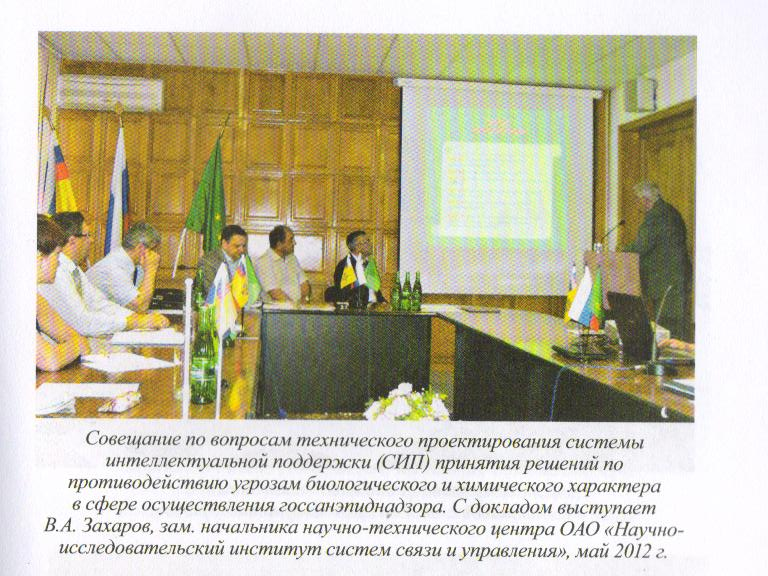 Совещание по вопросам технического проектирования системы
интеллектуальной поддержки (СИП) принятия решений по
противодействию угрозам биологического и химического характера
в сфере осуществления госсанэпиднадзора. С докладом выступает
В.А. Захаров, зам. начальника научно-технического центра ОАО «Научно-
исследовательский институт систем связи и управления», май 2012 г.